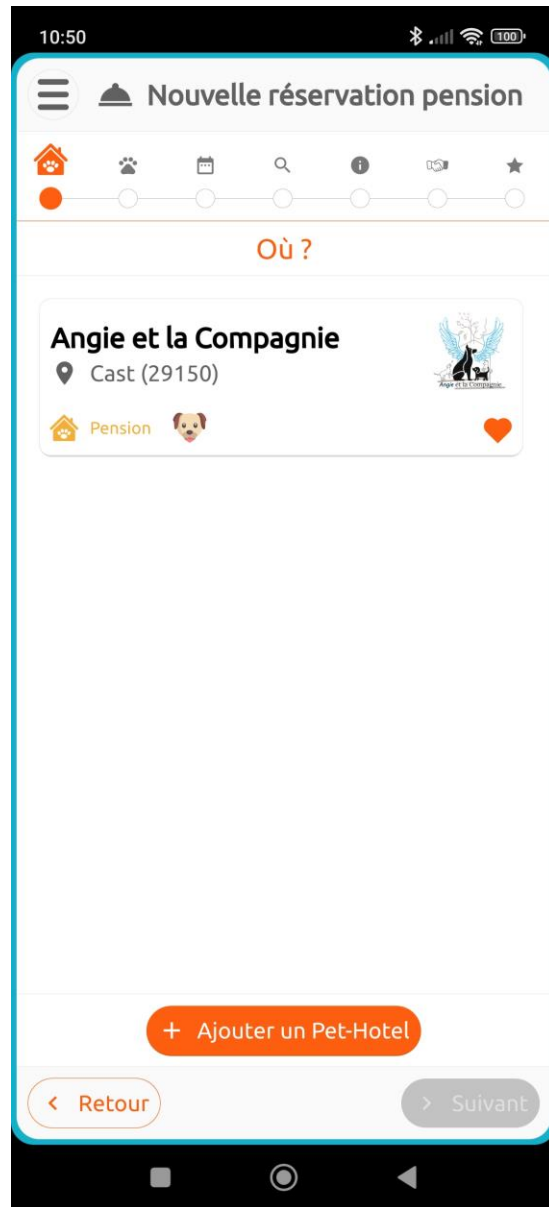 10:50
100
Nouvelle réservation pension
Où ?
Angie et la Compagnie
Cast (29150)
Angie et la Compagnie
Pension
+ Ajouter un Pet-Hotel
< Retour
> Suivant